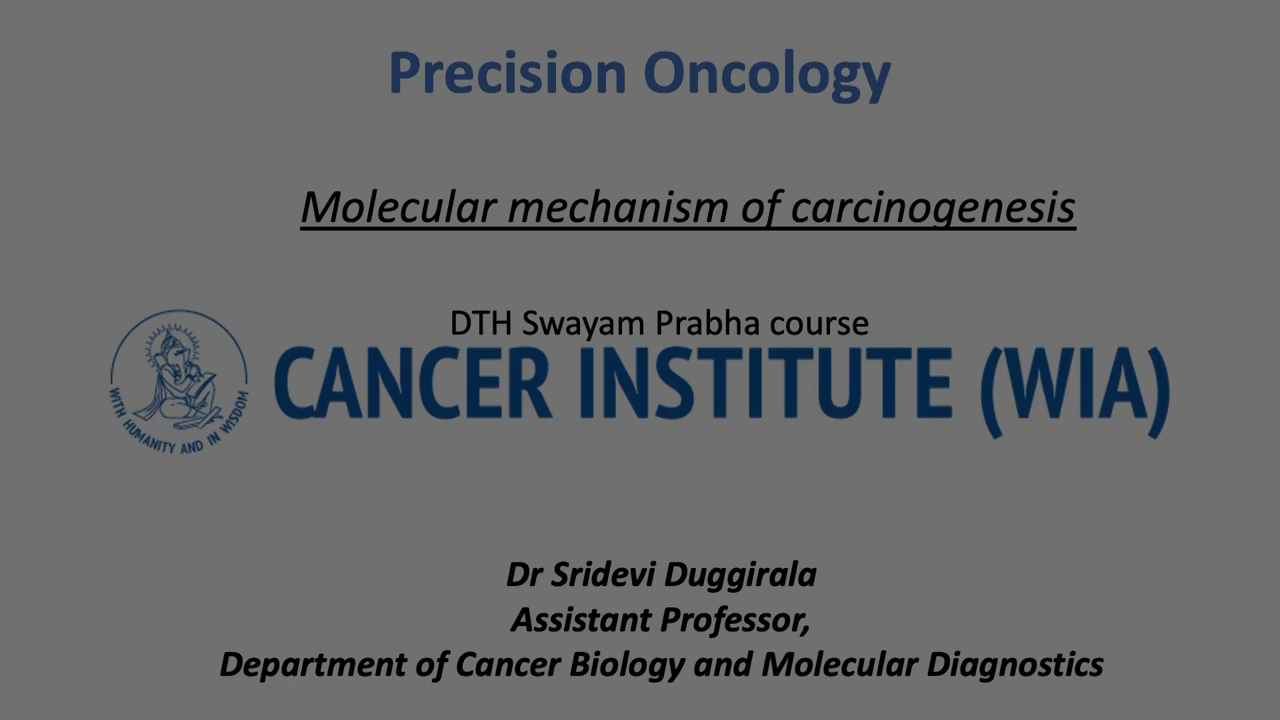 Precision Oncology
Molecular mechanism of carcinogenesis
DTH Swayam Prabha course
CANCER INSTITUTE (WIA)
WITH HUMANITY AND IN WISDOM
Dr Sridevi Duggirala
Assistant Professor,
Department of Cancer Biology and Molecular Diagnostics